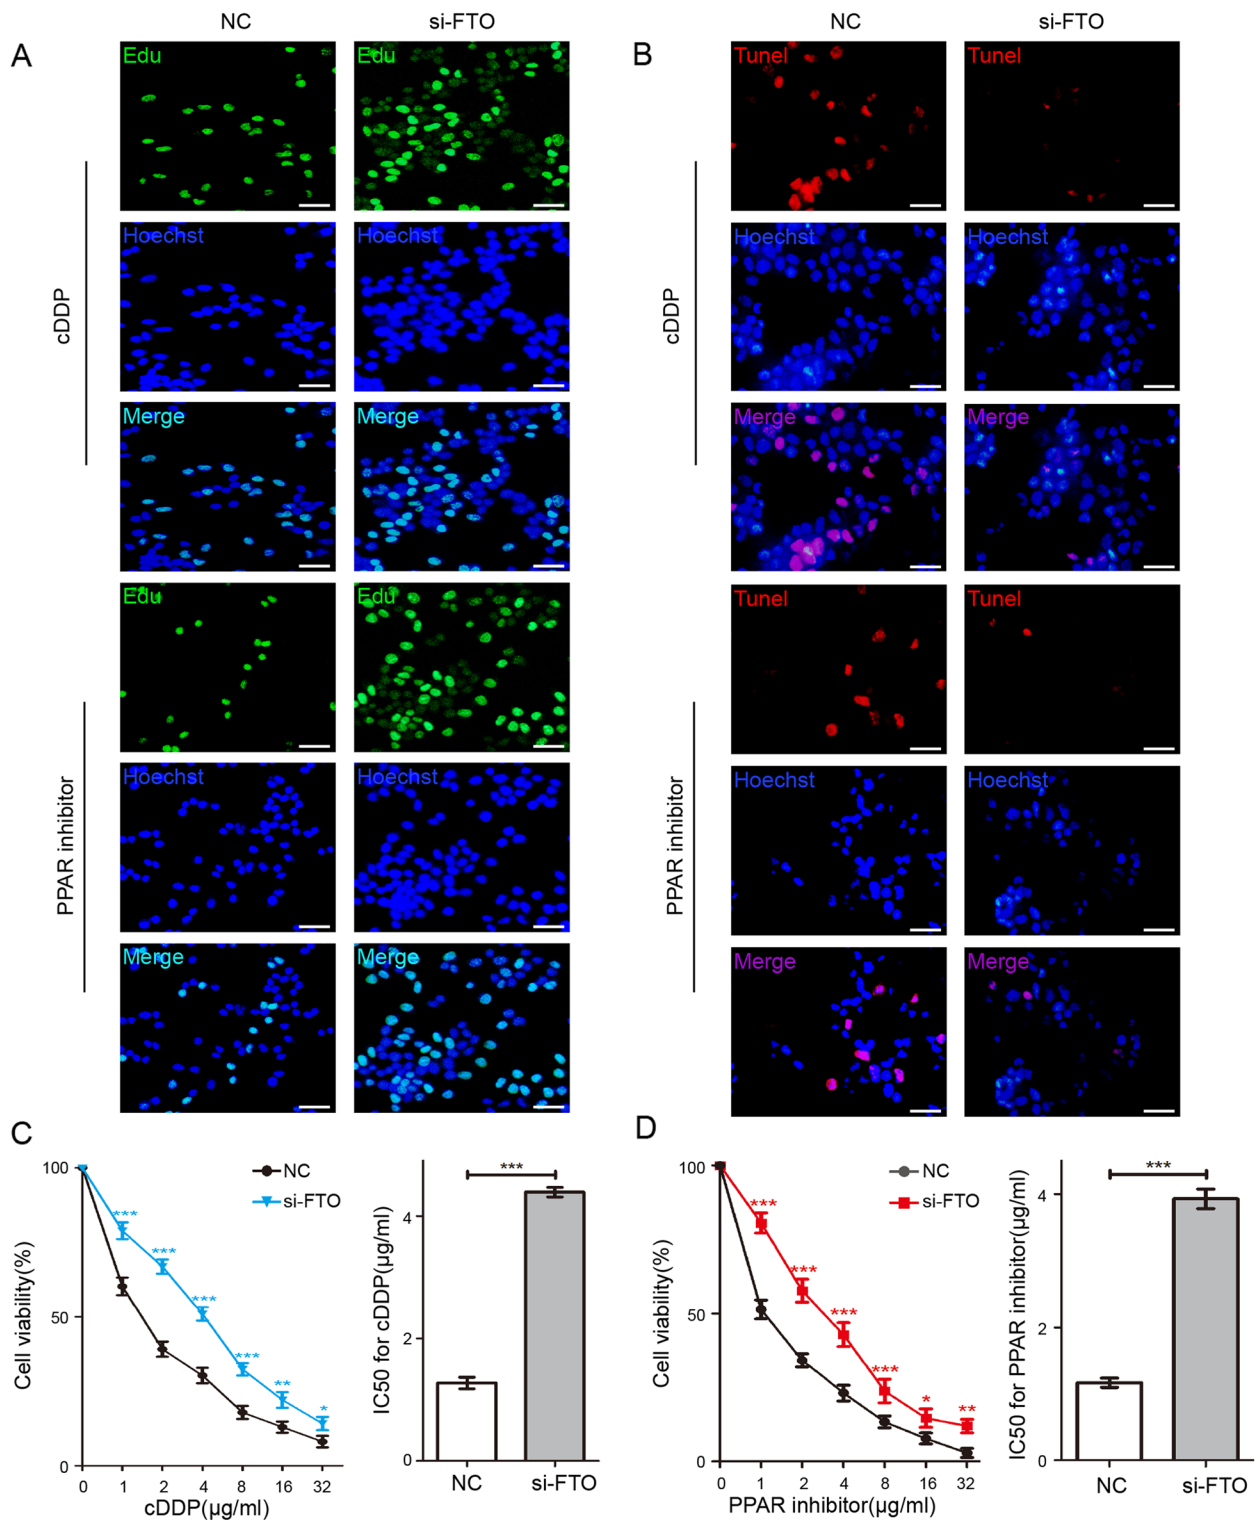 NC si-FTO NC si-FTO
A B
Edu Edu Tunel Tunel
Hoechst Hoechst Hoechst Hoechst
cDDP cDDP
Merge Merge Merge Merge
Edu Edu Tunel Tunel
Hoechst Hoechst Hoechst Hoechst
PPAR inhibitor PPAR inhibitor
Merge Merge Merge Merge
C
Cell viability(%)
100
50
0
NC
si-FTO
***
***
***
***
**
*
0 1 2 4 8 16 32
cDDP(µg/ml)
IC50 for cDDP(µg/ml)
4
2
0
***
NC si-FTO
D
Cell viability(%)
100
50
0
NC
si-FTO
***
***
***
***
*
**
0 1 2 4 8 16 32
PPAR inhibitor(µg/ml)
IC50 for PPAR inhibitor(µg/ml)
4
2
0
***
NC si-FTO